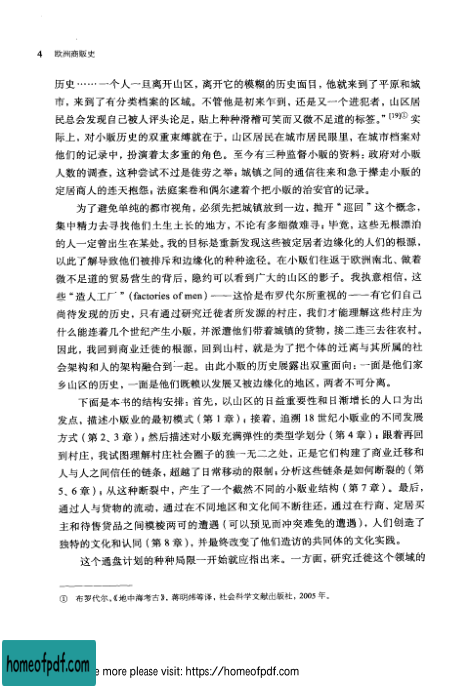 4 欧洲商贩史
历史……一个人一旦离开山区，离开它的模糊的历史面目，他就来到了平原和城
市，来到了有分类档案的区域。不管他是初来乍到，还是又一个进犯者，山区居
民总会发现自己被人评头论足，贴上种种滑稽可笑而又微不足道的标签。”[19]① 实
际上，对小贩历史的双重束缚就在于，山区居民在城市居民眼里，在城市档案对
他们的记录中，扮演着太多重的角色。至今有三种监督小贩的资料：政府对小贩
人数的调查，这种尝试不过是徒劳之举；城镇之间的通信往来和急于撵走小贩的
定居商人的连天抱怨；法庭案卷和偶尔逮着个把小贩的治安官的记录。
为了避免单纯的都市视角，必须先把城镇放到一边，抛开“巡回”这个概念，
集中精力去寻找他们土生土长的地方，不论有多细微难寻；毕竟，这些无根漂泊
的人一定曾出生在某处。我的目标是重新发现这些被定居者边缘化的人们的根源，
以此了解导致他们被排斥和边缘化的种种途径。在小贩们往返于欧洲南北、做着
微不足道的贸易营生的背后，隐约可以看到广大的山区的影子。我执意相信，这
些“造人工厂”(factories of men)——这恰是布罗代尔所重视的——有它们自己
尚待发现的历史，只有通过研究迁徙者所发源的村庄，我们才能理解这些村庄为
什么能连着几个世纪产生小贩，并派遣他们带着城镇的货物，接二连三去往农村。
因此，我回到商业迁徙的根源，回到山村，就是为了把个体的迁离与其所属的社
会架构和人的架构融合到一起。由此小贩的历史展露出双重面向：一面是他们家
乡山区的历史，一面是他们既赖以发展又被边缘化的地区，两者不可分离。
下面是本书的结构安排：首先，以山区的日益重要性和日渐增长的人口为出
发点，描述小贩业的最初模式（第 1 章）；接着，追溯 18 世纪小贩业的不同发展
方式（第 2、3 章）；然后描述对小贩充满弹性的类型学划分（第 4 章）；跟着再回
到村庄，我试图理解村庄社会圈子的独一无二之处，正是它们构建了商业迁移和
人与人之间信任的链条，超越了日常移动的限制；分析这些链条是如何断裂的（第
5、6 章）；从这种断裂中，产生了一个截然不同的小贩业结构（第 7 章）。最后，
通过人与货物的流动，通过在不同地区和文化间不断往还，通过在行商、定居买
主和待售货品之间模棱两可的遭遇（可以预见而冲突难免的遭遇），人们创造了
独特的文化和认同（第 8 章），并最终改变了他们造访的共同体的文化实践。
这个通盘计划的种种局限一开始就应指出来。一方面，研究迁徙这个领域的
① 布罗代尔，《地中海考古》，蒋明炜等译，社会科学文献出版社，2005 年。
homeofpdf.com
e more please visit: https://homeofpdf.com